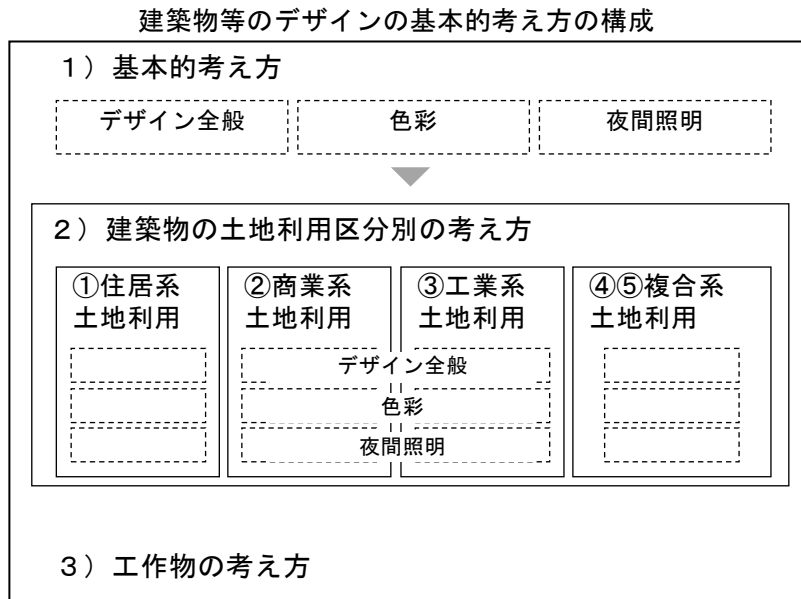 建築物等のデザインの基本的考え方の構成
１）基本的考え方
デザイン全般
色彩
夜間照明
２）建築物の土地利用区分別の考え方
①住居系
土地利用
②商業系
土地利用
③工業系
土地利用
④⑤複合系
土地利用
デザイン全般
色彩
夜間照明
３）工作物の考え方